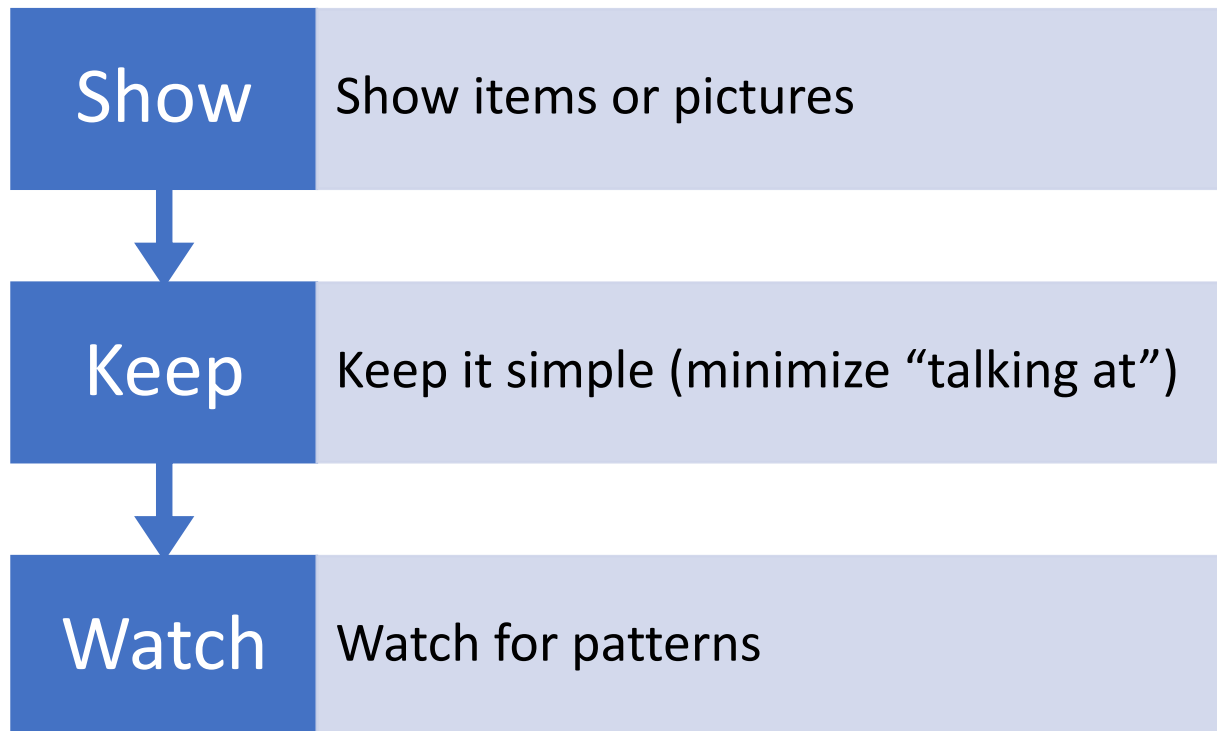 Show
Show items or pictures
Keep
Keep it simple (minimize “talking at”)
Watch
Watch for patterns